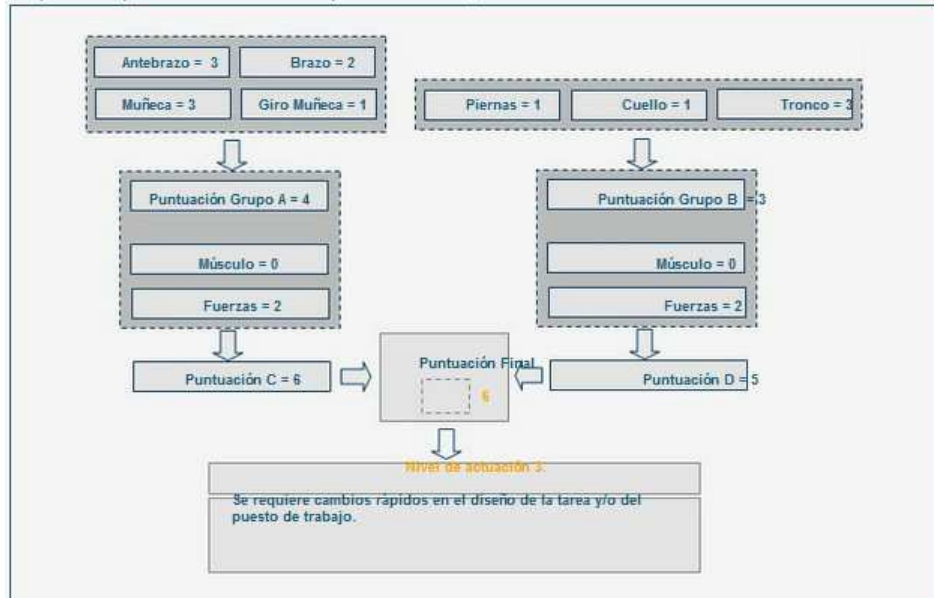 Antebrazo = 3
Brazo = 2
Muñeca = 3
Giro Muñeca = 1
Piernas = 1
Cuello = 1
Tronco = 3
Puntuación Grupo A = 4
Músculo = 0
Fuerzas = 2
Puntuación C = 6
Puntuación Grupo B = 3
Músculo = 0
Fuerzas = 2
Puntuación D = 5
Puntuación Final
6
Nivel de actuación 3.
Se requiere cambios rápidos en el diseño de la tarea y/o del
puesto de trabajo.